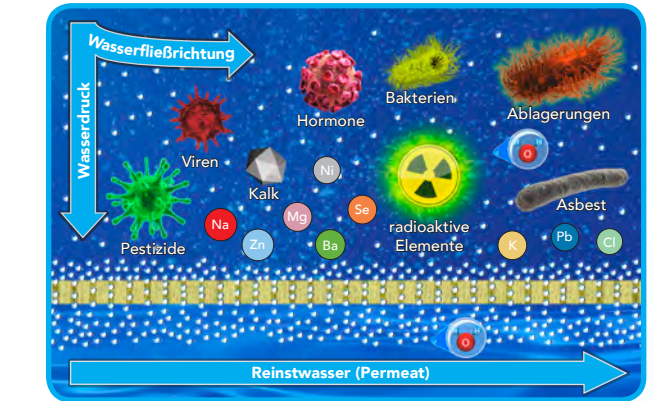 Wasserfließrichtung
Wasserdruck
Hormone
Bakterien
Ablagerungen
Viren
Kalk
Ni
H
O
Pestizide
Na
Zn
Mg
Ba
Se
radioaktive
Elemente
Asbest
K
Pb
Cl
H
O
Reinstwasser (Permeat)